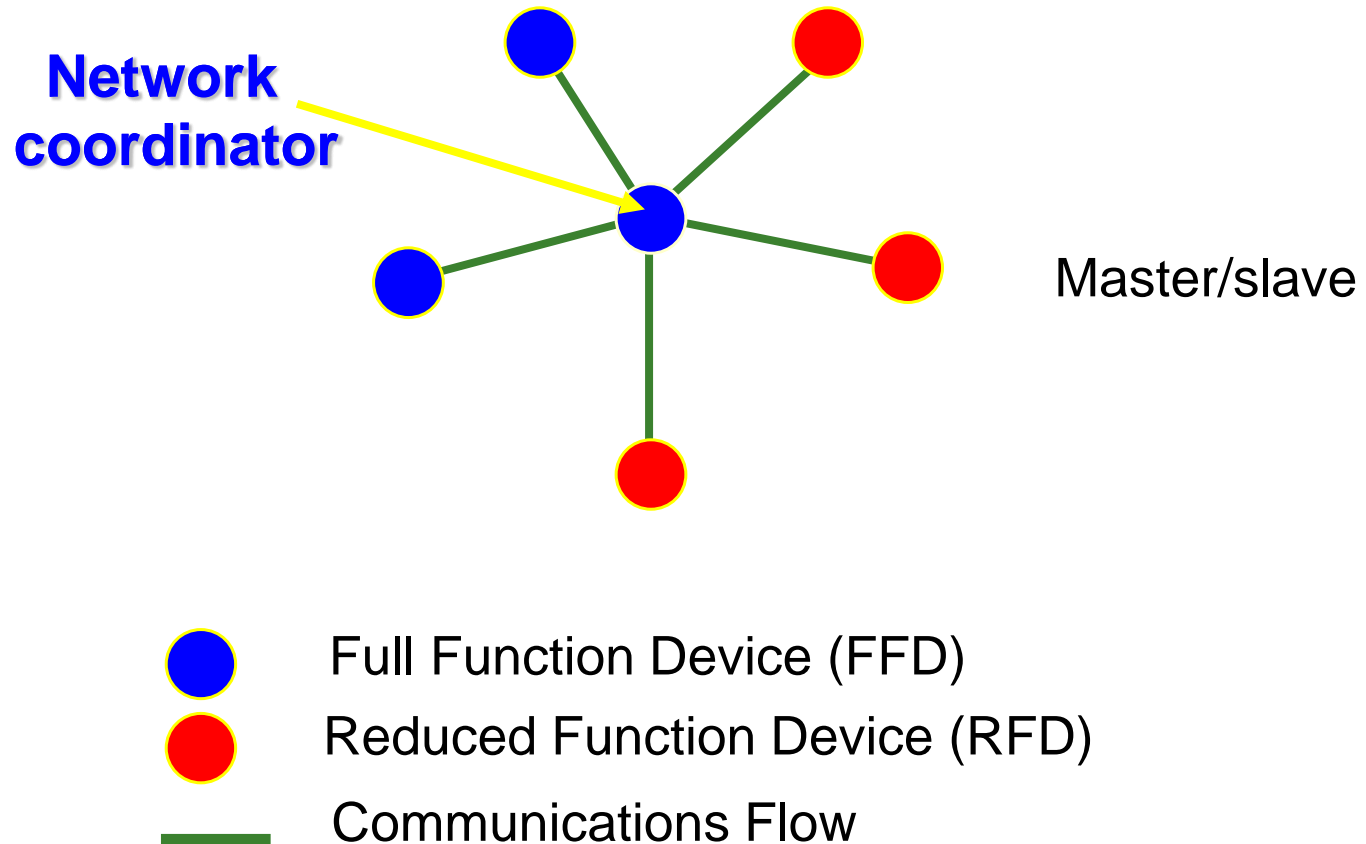 Network
coordinator
Master/slave
Full Function Device (FFD)
Reduced Function Device (RFD)
Communications Flow